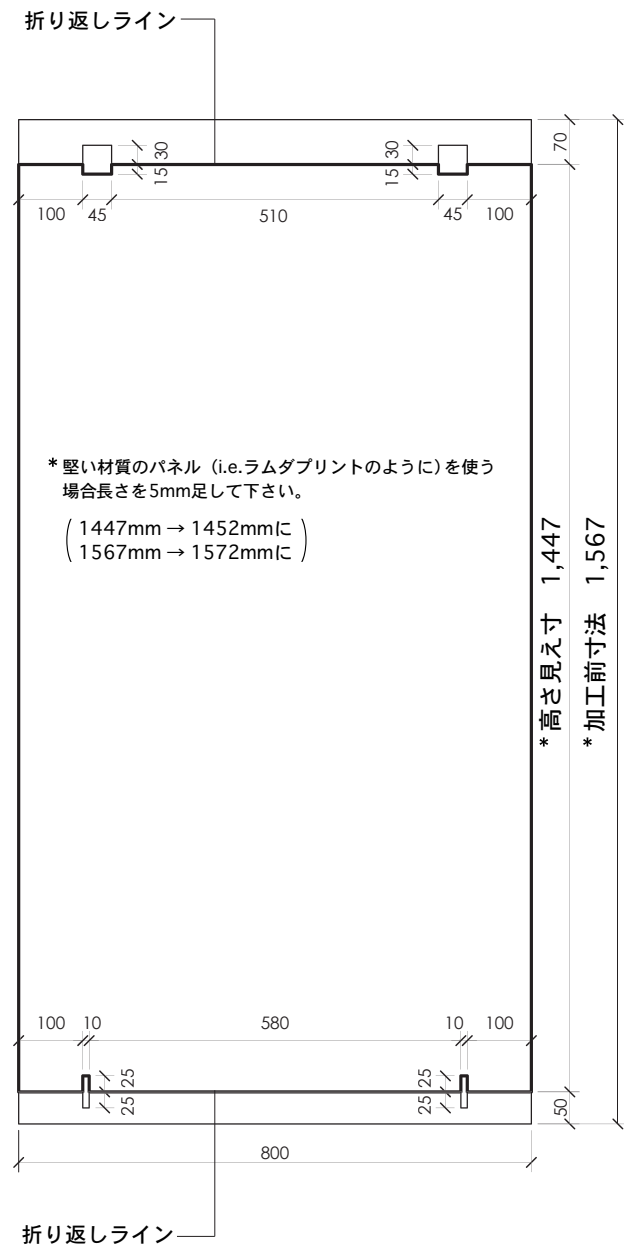 折り返しライン
30
15
30
15
70
100
45
510
45
100
* 堅い材質のパネル（i.e.ラムダプリントのように）を使う
場合長さを5mm足して下さい。
( 1447mm → 1452mmに
1567mm → 1572mmに )
*高さ見え寸 1,447
*加工前寸法 1,567
100
10
580
10
100
25
25
25
25
50
800
折り返しライン